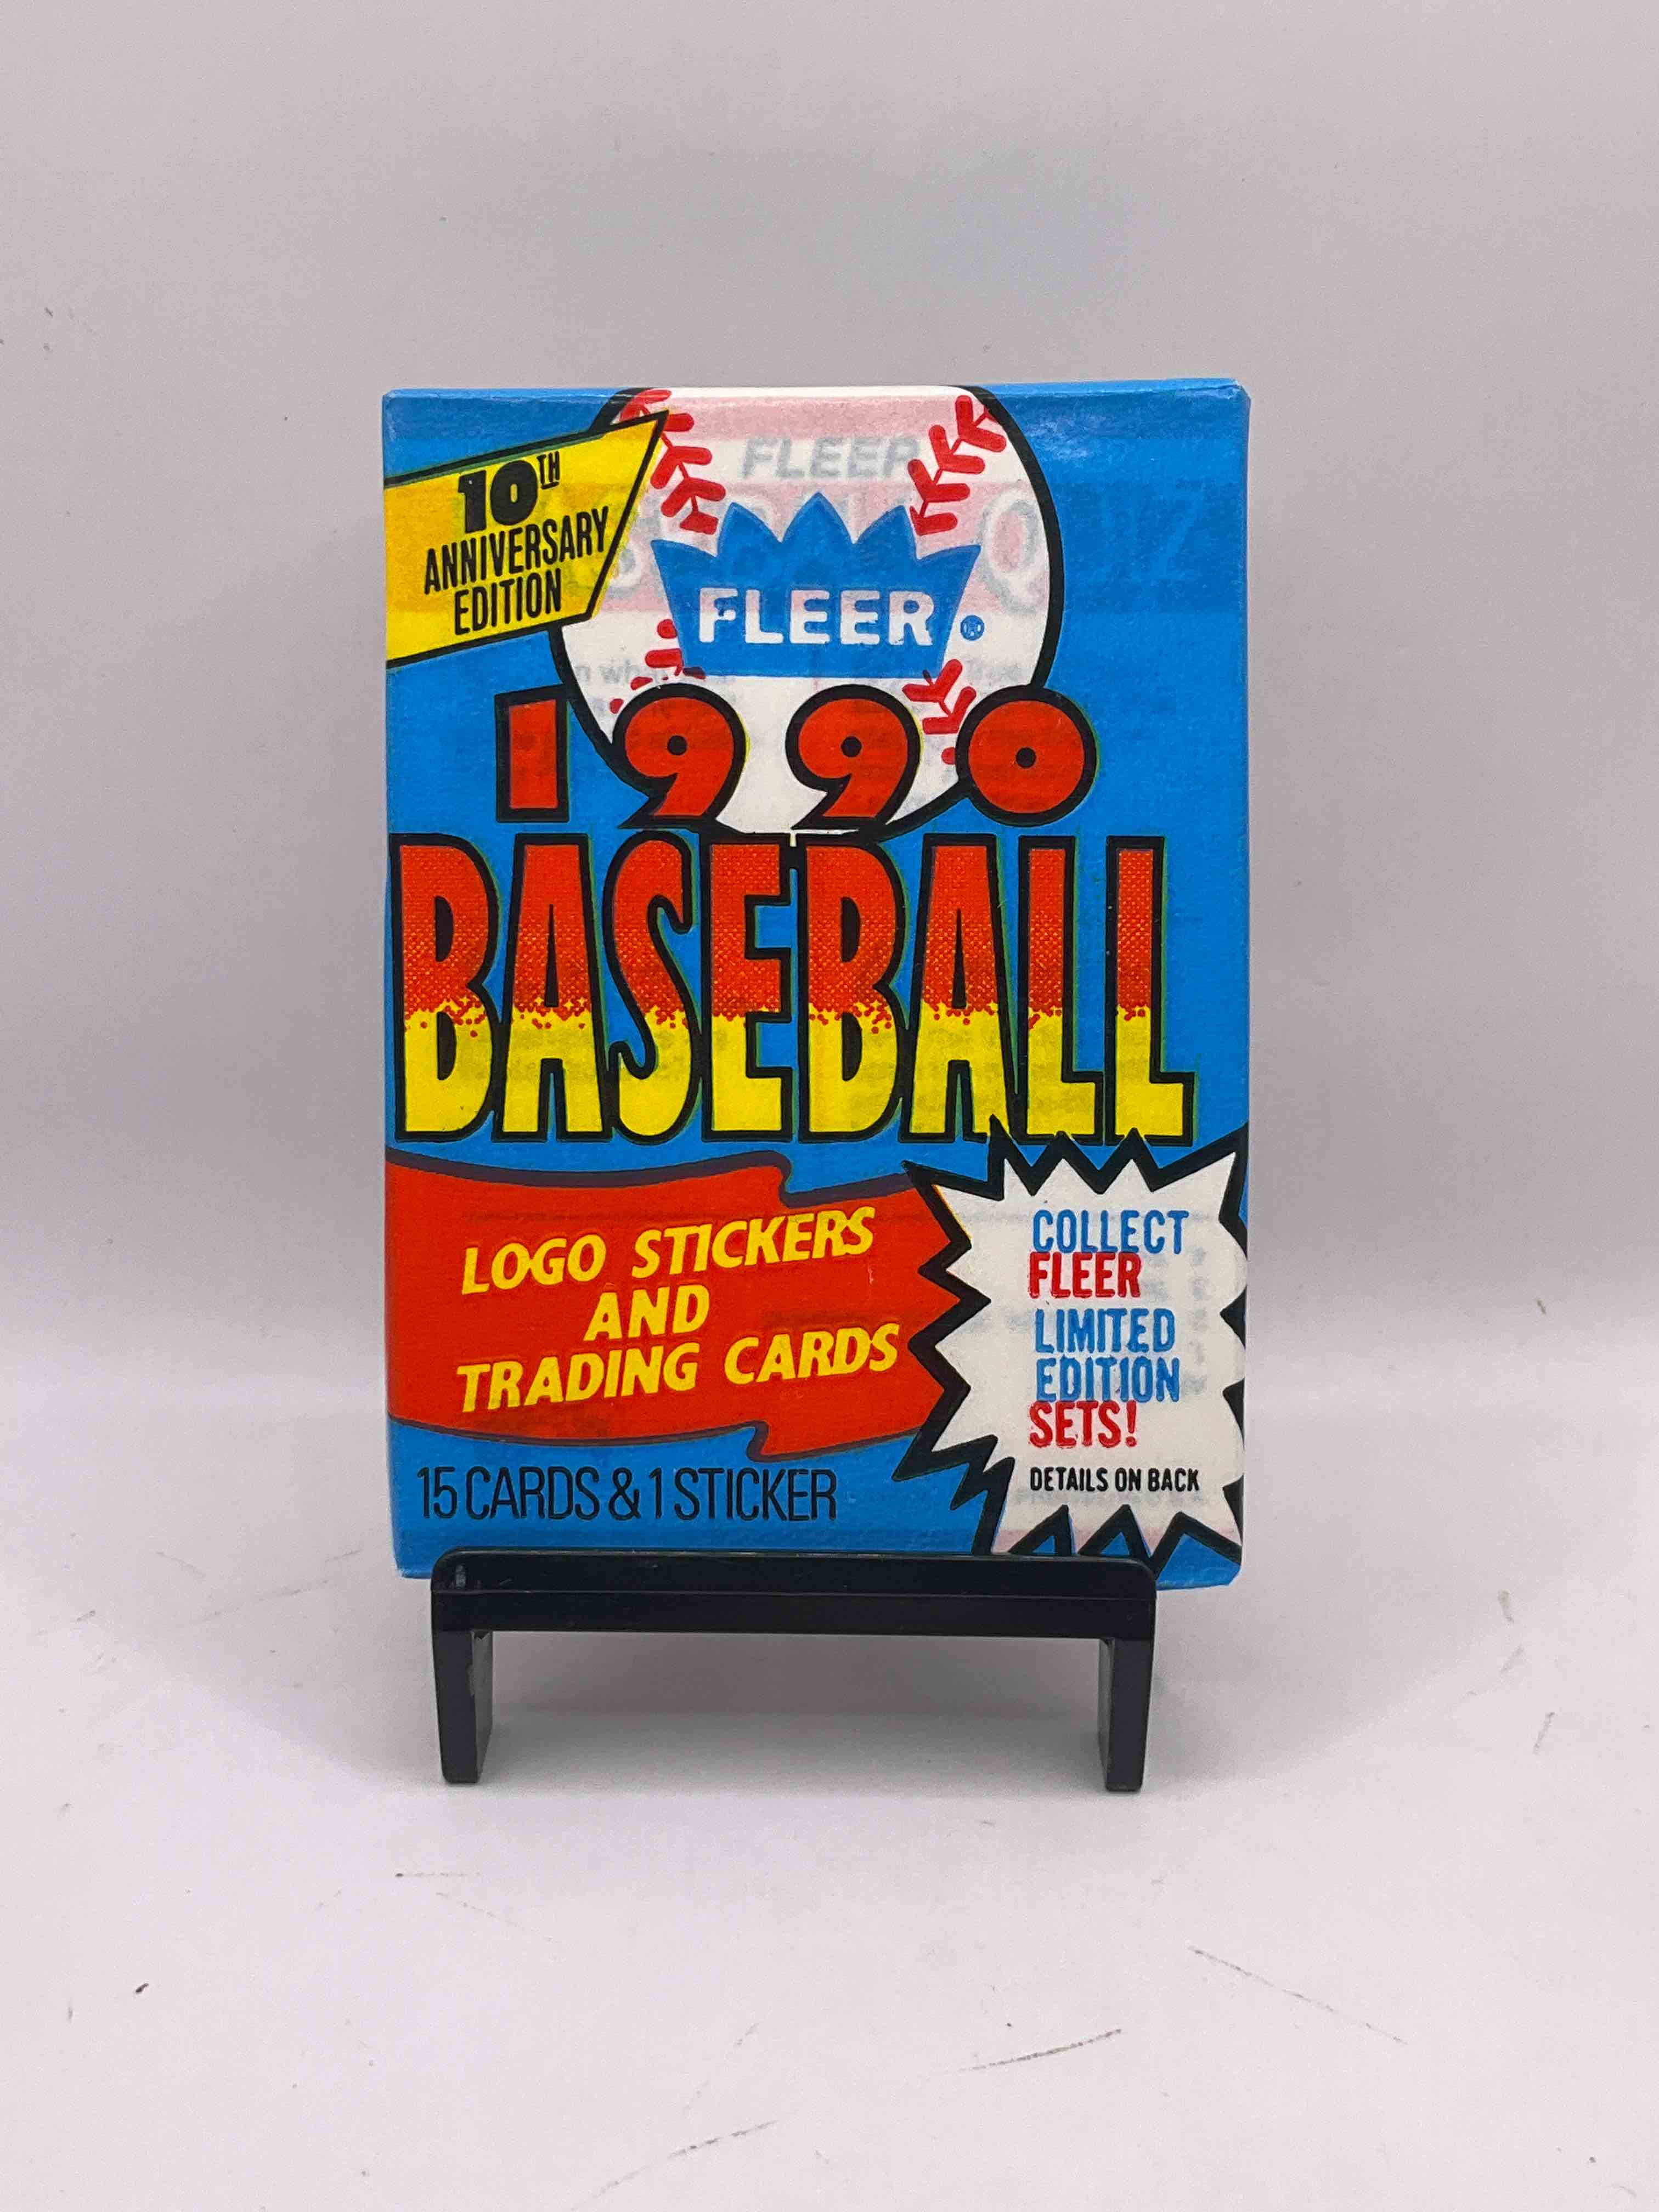 10TH
ANNIVERSARY
EDITION
FLEER
QUIZ
FLEER
1990
BASEBALL
LOGO STICKERS
AND
TRADING CARDS
15 CARDS & 1 STICKER
COLLECT
FLEER
LIMITED
EDITION
SETS!
DETAILS ON BACK